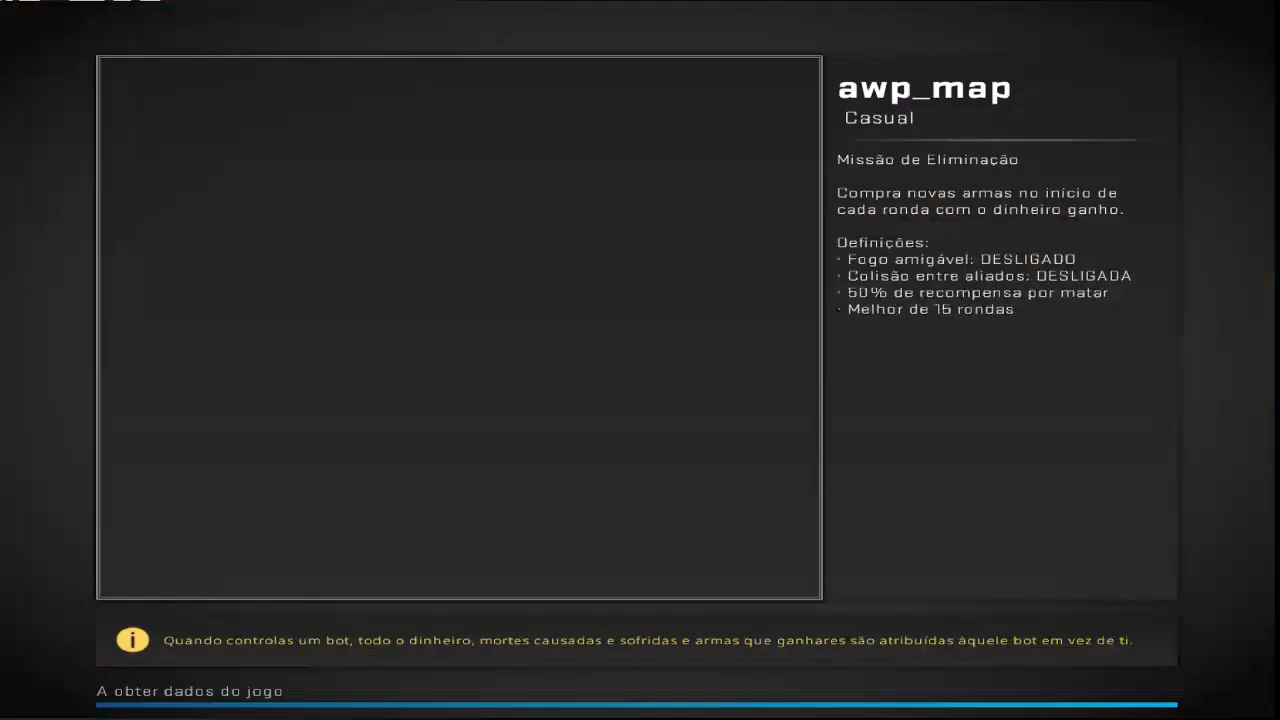 awp_map
Casual
Missão de Eliminação
Compra novas armas no início de
cada ronda com o dinheiro ganho.
Definições:
· Fogo amigável: DESLIGADO
· Colisão entre aliados: DESLIGADA
· 50% de recompensa por matar
· Melhor de 15 rondas
Quando controlas um bot, todo o dinheiro, mortes causadas e sofridas e armas que ganhares são atribuídas àquele bot em vez de ti.
A obter dados do jogo